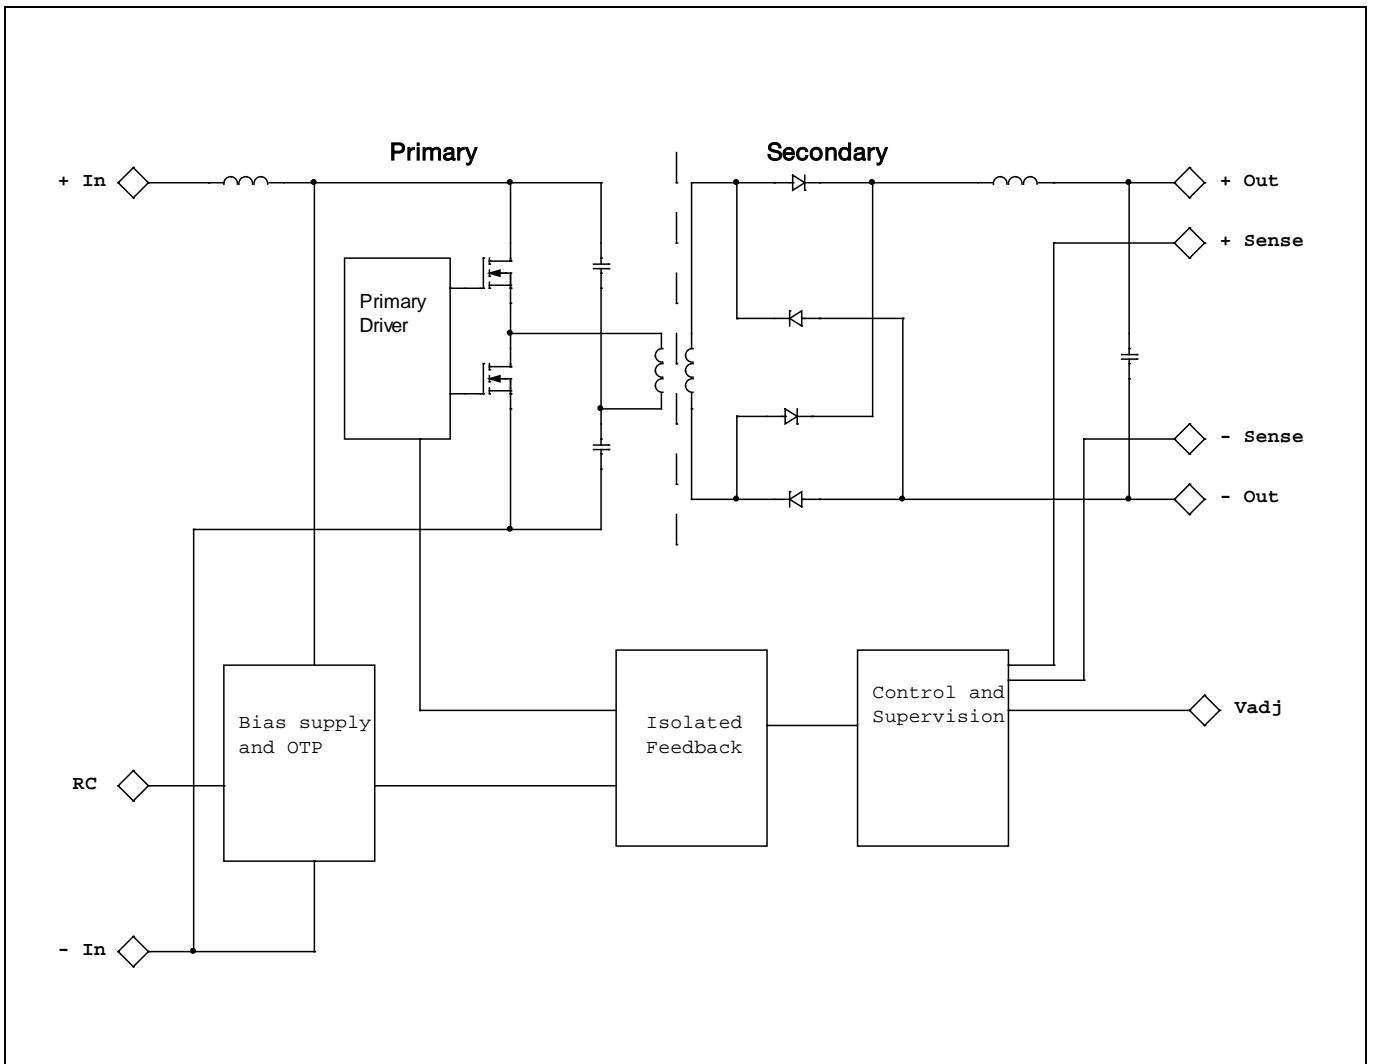 Primary
Secondary
+ In
+ Out
+ Sense
Primary
Driver
- Sense
- Out
Control and
Supervision
Vadj
Bias supply
and OTP
Isolated
Feedback
RC
- In